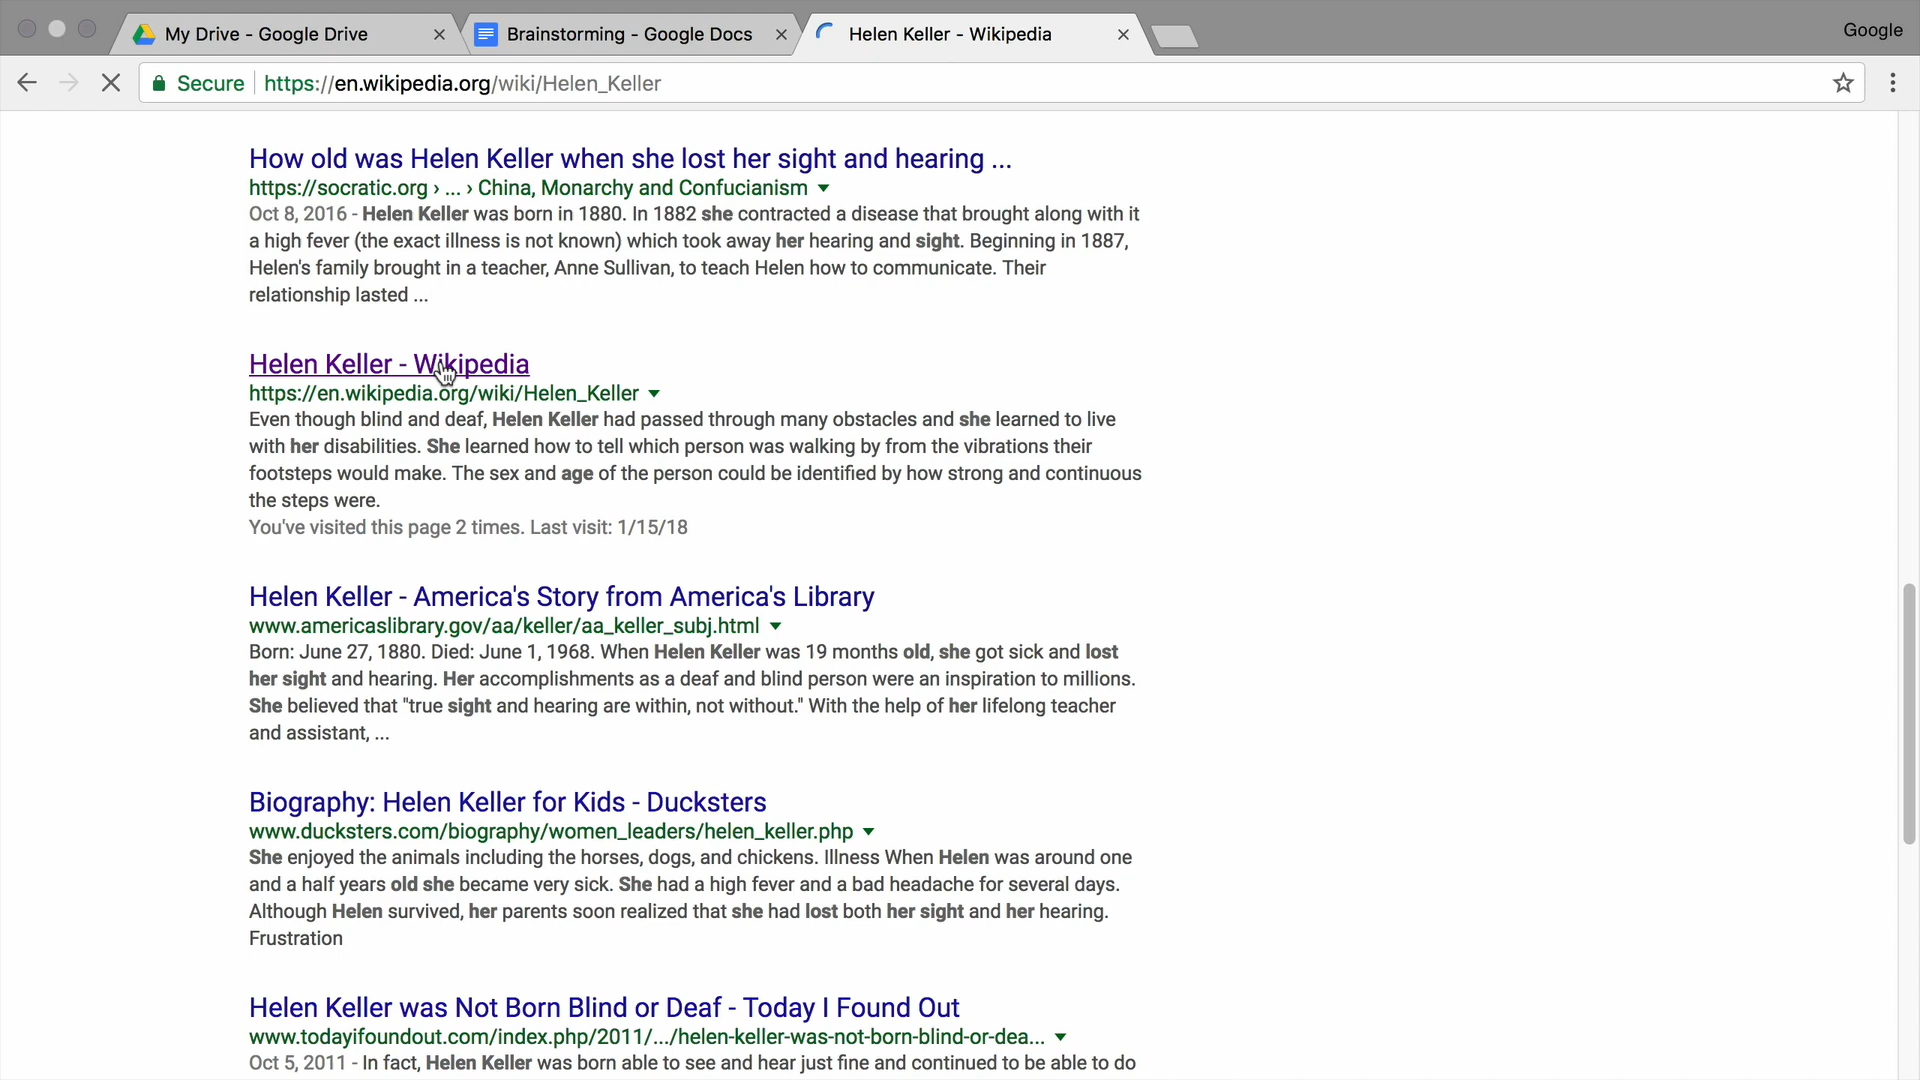 My Drive - Google Drive
Brainstorming - Google Docs
Helen Keller - Wikipedia
Google
Secure
https://en.wikipedia.org/wiki/Helen_Keller
How old was Helen Keller when she lost her sight and hearing ...
https://socratic.org › ... › China, Monarchy and Confucianism
Oct 8, 2016 - Helen Keller was born in 1880. In 1882 she contracted a disease that brought along with it
a high fever (the exact illness is not known) which took away her hearing and sight. Beginning in 1887,
Helen's family brought in a teacher, Anne Sullivan, to teach Helen how to communicate. Their
relationship lasted ...
Helen Keller - Wikipedia
https://en.wikipedia.org/wiki/Helen_Keller
Even though blind and deaf, Helen Keller had passed through many obstacles and she learned to live
with her disabilities. She learned how to tell which person was walking by from the vibrations their
footsteps would make. The sex and age of the person could be identified by how strong and continuous
the steps were.
You've visited this page 2 times. Last visit: 1/15/18
Helen Keller - America's Story from America's Library
www.americaslibrary.gov/aa/keller/aa_keller_subj.html
Born: June 27, 1880. Died: June 1, 1968. When Helen Keller was 19 months old, she got sick and lost
her sight and hearing. Her accomplishments as a deaf and blind person were an inspiration to millions.
She believed that "true sight and hearing are within, not without." With the help of her lifelong teacher
and assistant, ...
Biography: Helen Keller for Kids - Ducksters
www.ducksters.com/biography/women_leaders/helen_keller.php
She enjoyed the animals including the horses, dogs, and chickens. Illness When Helen was around one
and a half years old she became very sick. She had a high fever and a bad headache for several days.
Although Helen survived, her parents soon realized that she had lost both her sight and her hearing.
Frustration
Helen Keller was Not Born Blind or Deaf - Today I Found Out
www.todayifoundout.com/index.php/2011/.../helen-keller-was-not-born-blind-or-dea...
Oct 5, 2011 - In fact, Helen Keller was born able to see and hear just fine and continued to be able to do